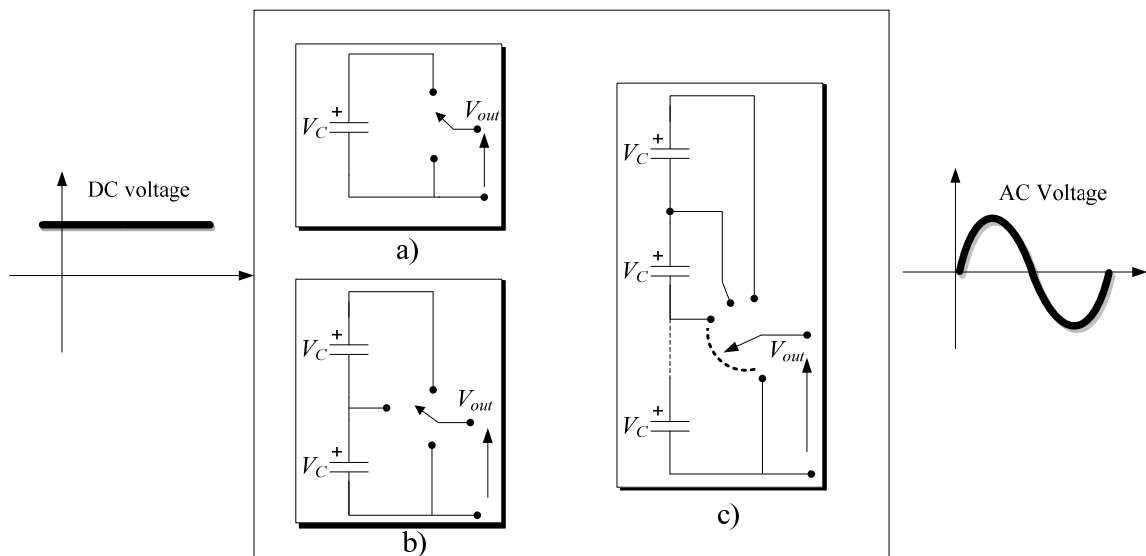 DC voltage
+
V_C
V_out
a)
+
V_C
+
V_C
V_out
b)
+
V_C
+
V_C
+
V_C
V_out
c)
AC Voltage